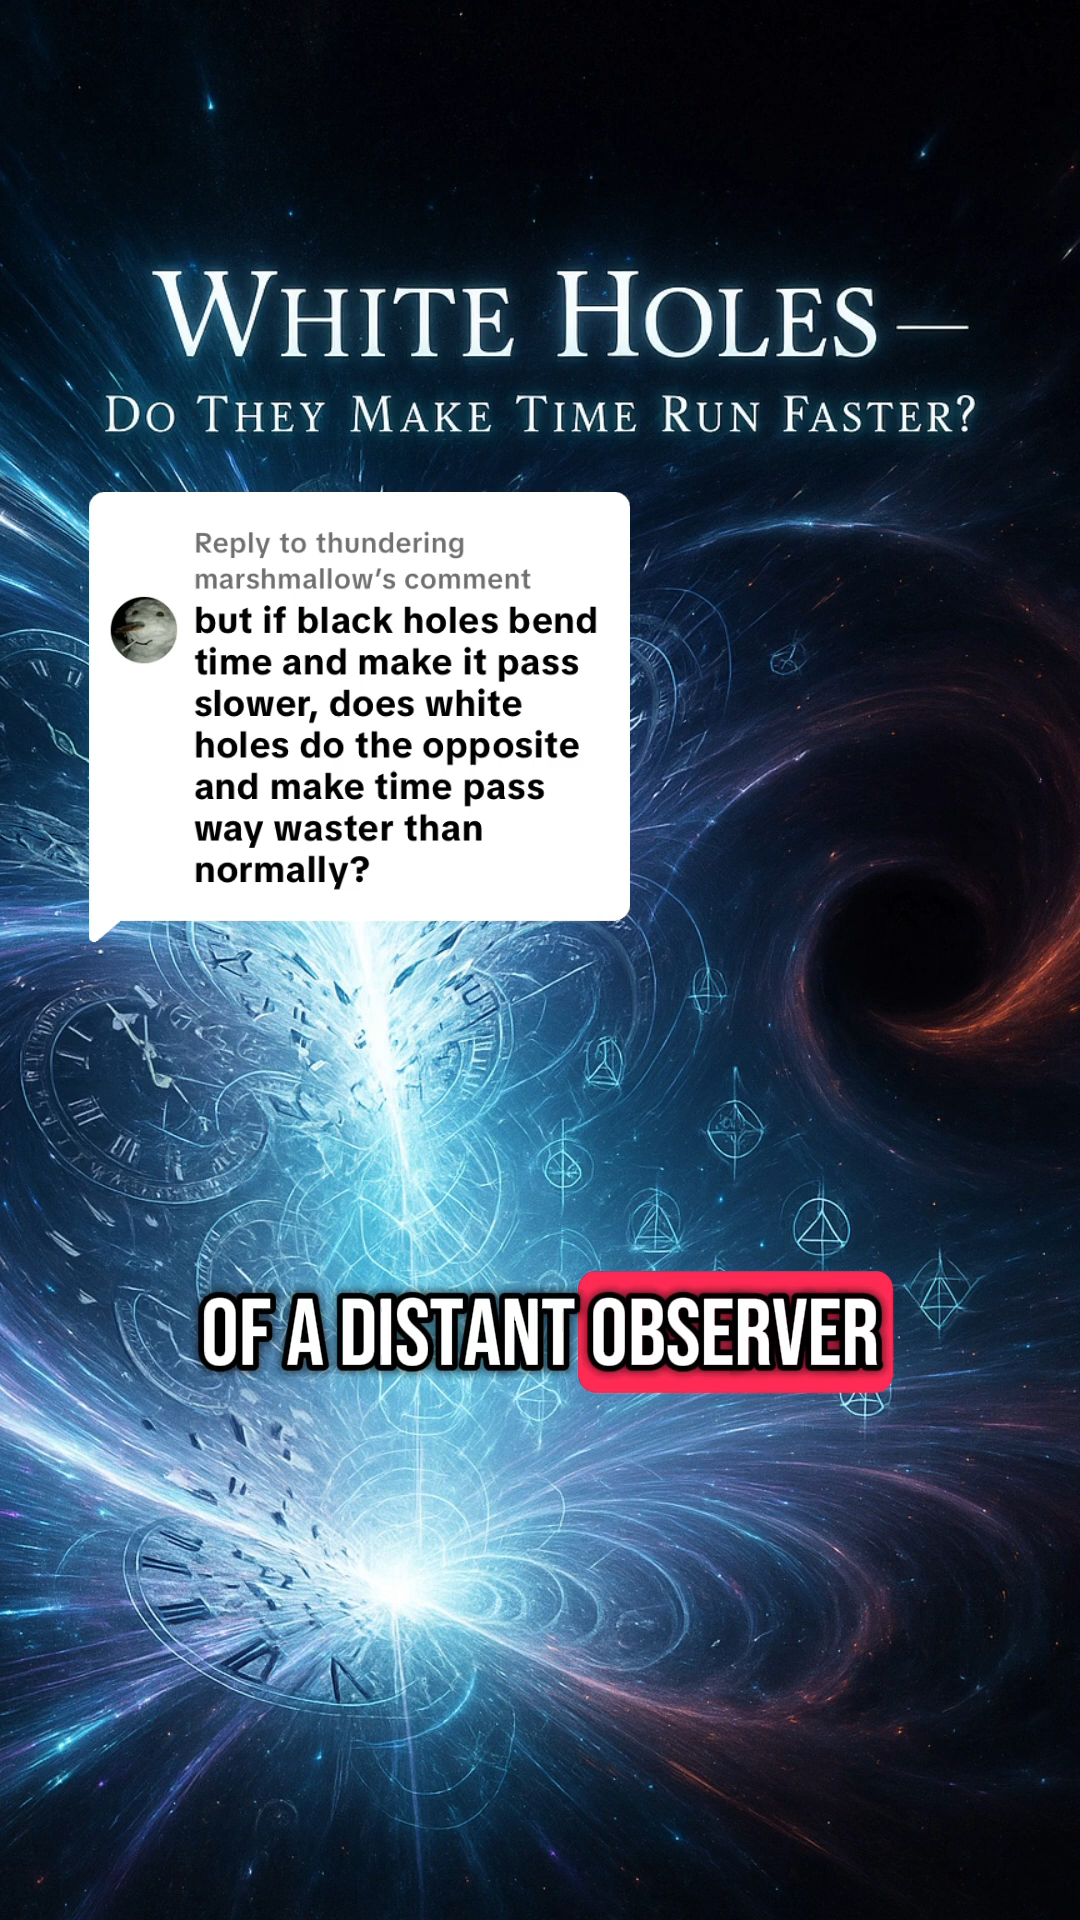 White Holes—
Do They Make Time Run Faster?
Reply to thundering
marshmallow’s comment
but if black holes bend
time and make it pass
slower, does white
holes do the opposite
and make time pass
way waster than
normally?
OF A DISTANT OBSERVER